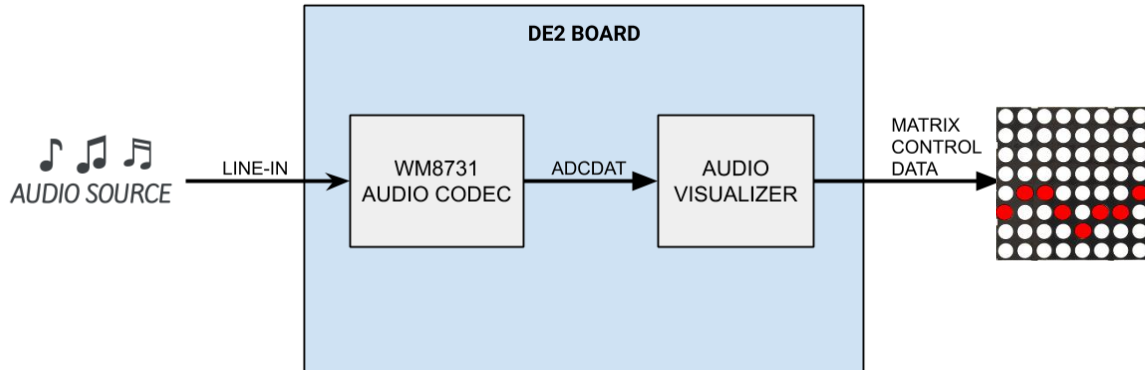 DE2 BOARD
AUDIO SOURCE
LINE-IN
WM8731
AUDIO CODEC
ADCDAT
AUDIO
VISUALIZER
MATRIX
CONTROL
DATA